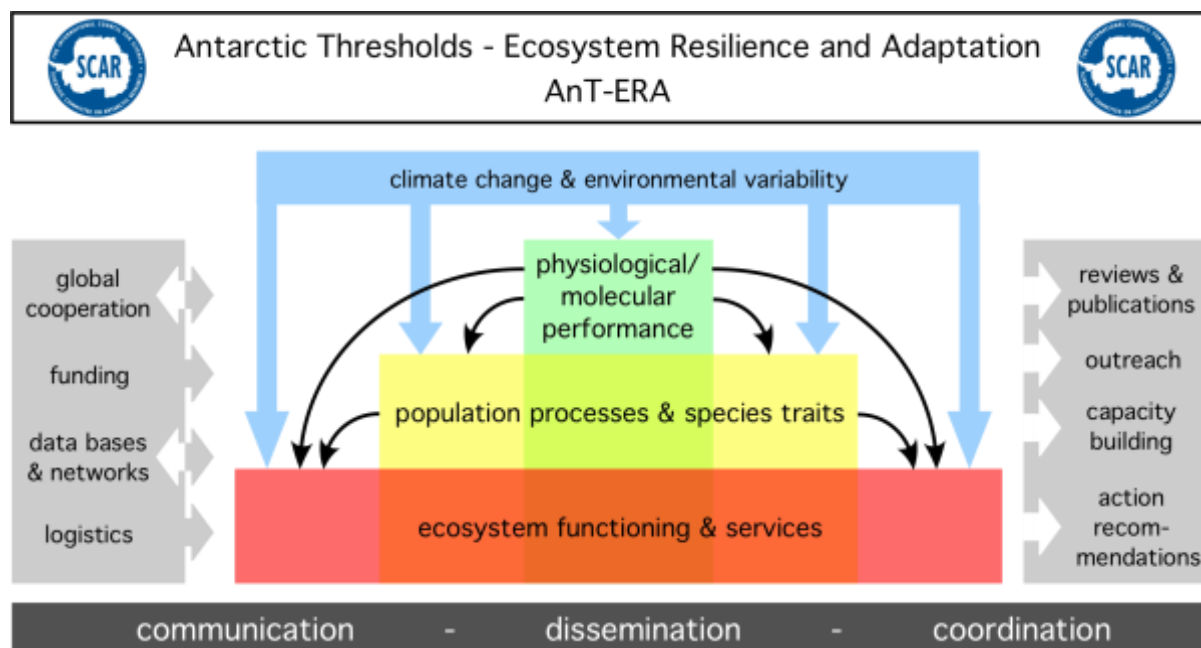 Antarctic Thresholds - Ecosystem Resilience and Adaptation
AnT-ERA
SCAR
SCAR
climate change & environmental variability
global
cooperation
funding
data bases
& networks
logistics
physiological/
molecular
performance
population processes & species traits
ecosystem functioning & services
reviews &
publications
outreach
capacity
building
action
recom-
mendations
communication - dissemination - coordination